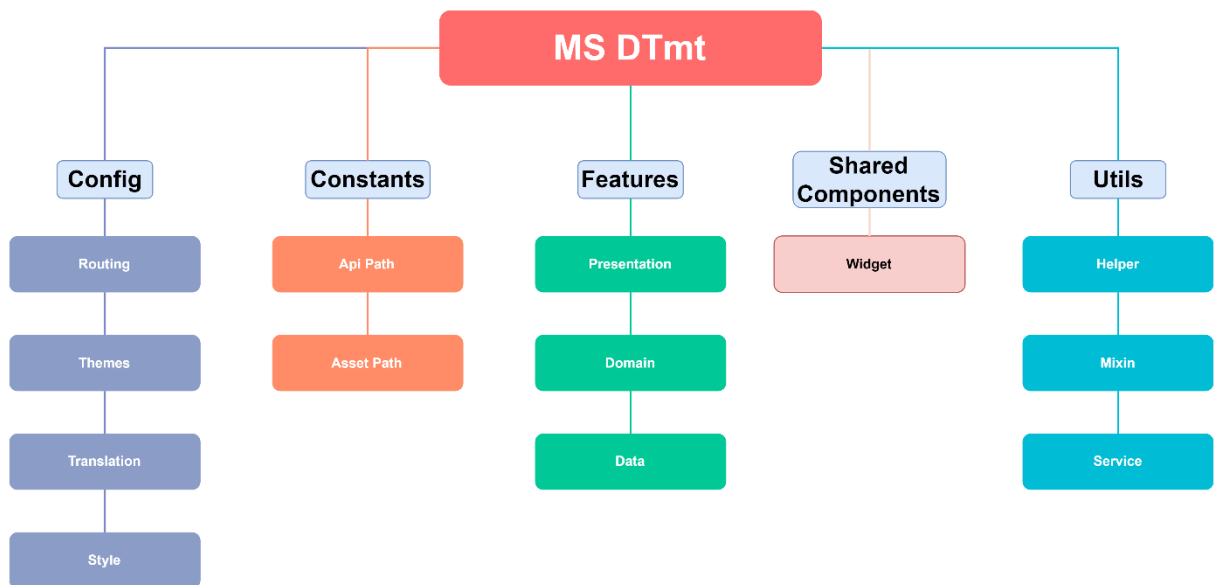 MS DTmt
Config
Constants
Features
Shared
Components
Utils
Routing
Api Path
Presentation
Widget
Helper
Themes
Asset Path
Domain
Mixin
Translation
Data
Service
Style